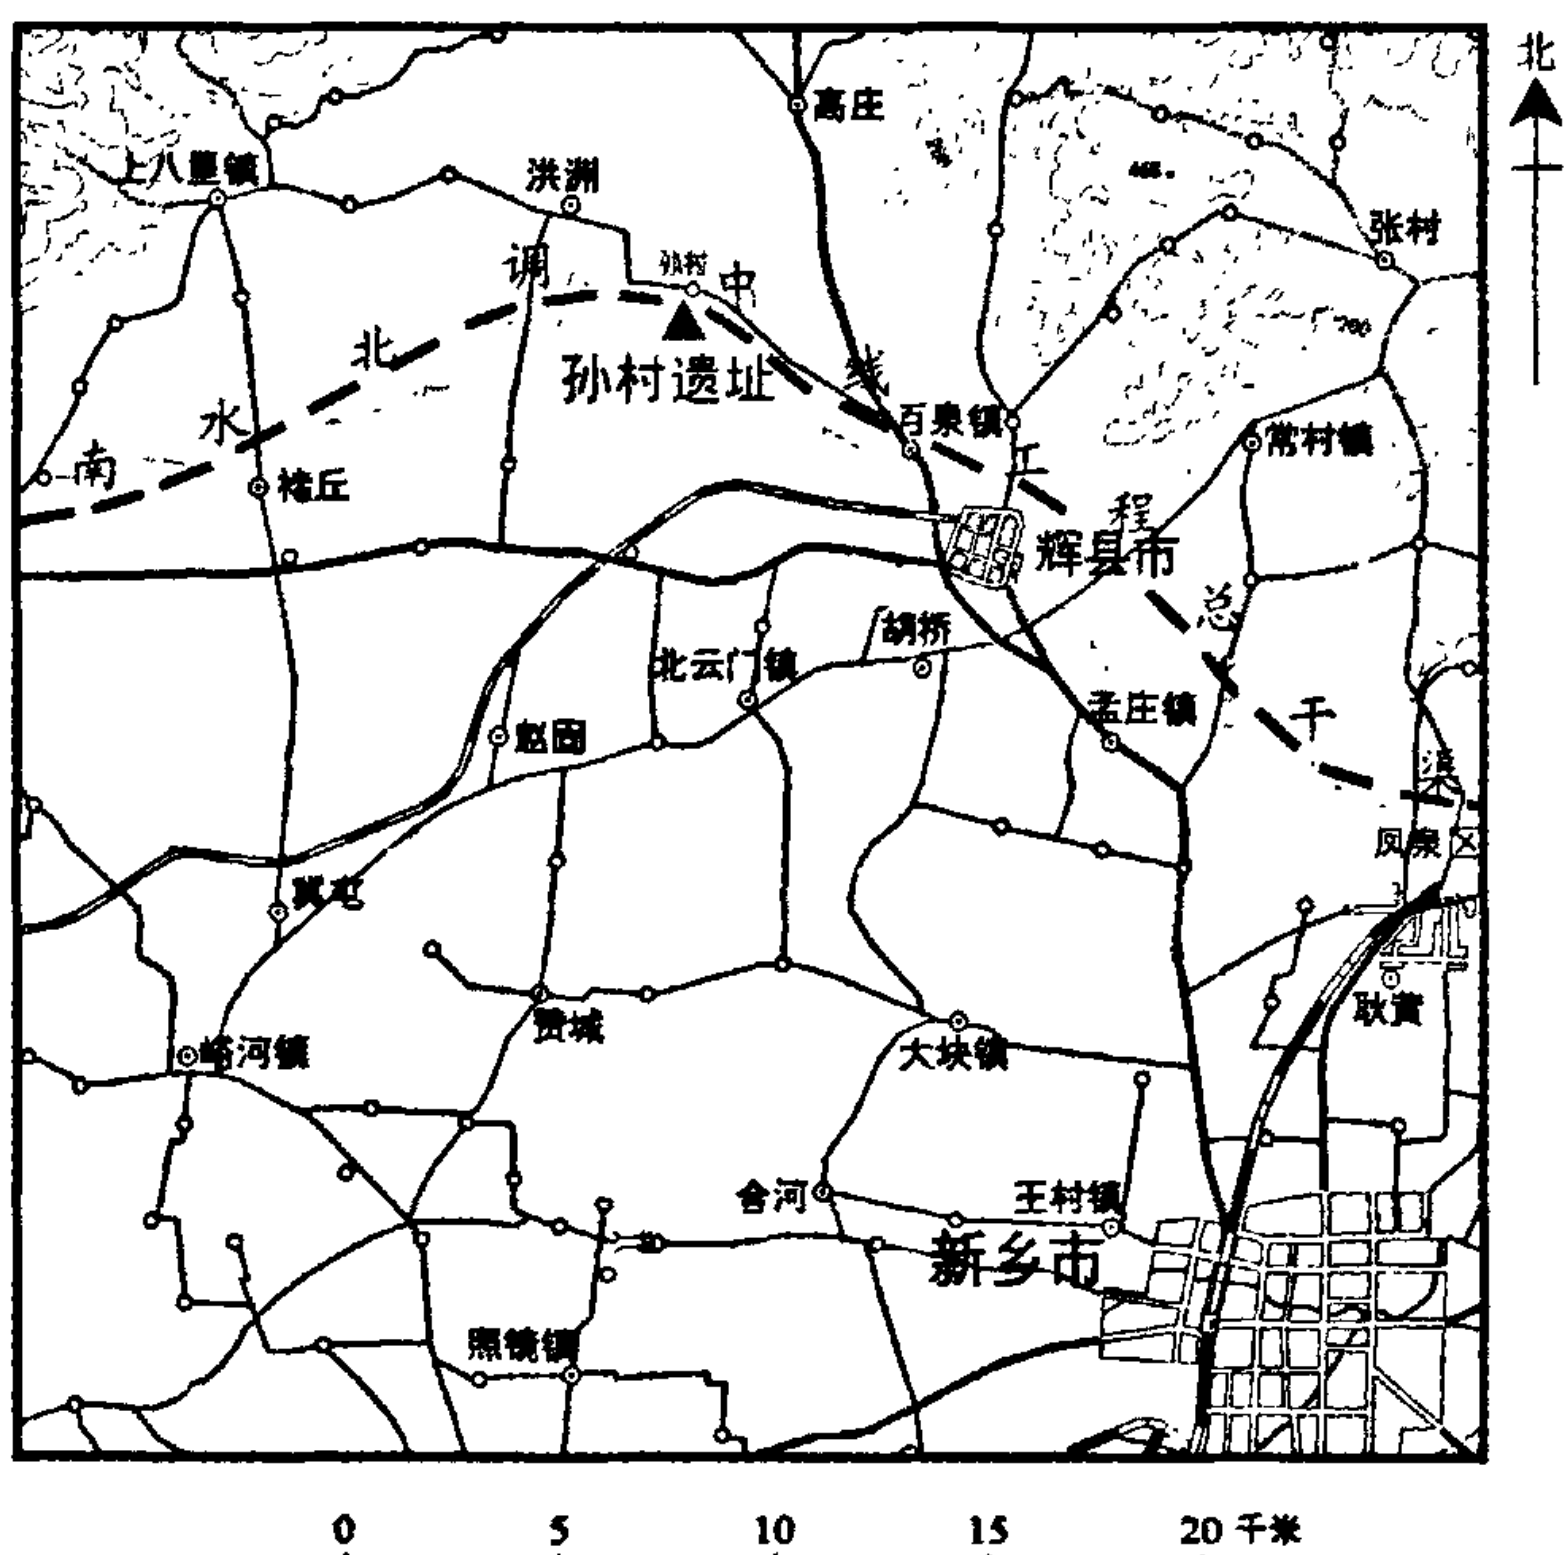 北
高庄
上八里镇
洪洲
465
张村
调
孙村
中
700
北
孙村遗址
线
水
百泉镇
南
常村镇
工
褚丘
程
辉县市
总
胡桥
北云门镇
孟庄镇
干
赵固
渠
凤泉区
冀屯
耿黄
赞城
峪河镇
大块镇
合河
王村镇
新乡市
照镜镇
0 5 10 15 20 千米